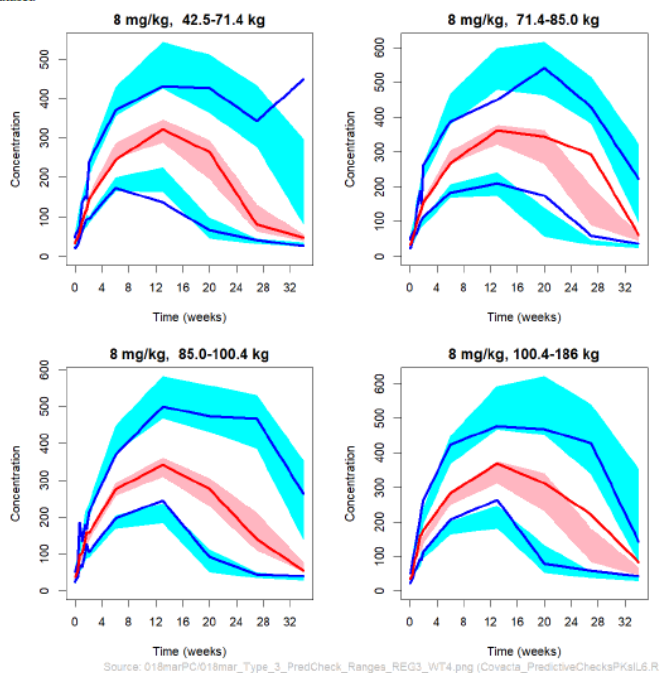 8 mg/kg, 42.5-71.4 kg
Concentration
0 100 200 300 400 500
0 4 8 12 16 20 24 28 32
Time (weeks)
8 mg/kg, 71.4-85.0 kg
Concentration
0 100 200 300 400 500 600
0 4 8 12 16 20 24 28 32
Time (weeks)
8 mg/kg, 85.0-100.4 kg
Concentration
0 100 200 300 400 500 600
0 4 8 12 16 20 24 28 32
Time (weeks)
8 mg/kg, 100.4-186 kg
Concentration
0 100 200 300 400 500 600
0 4 8 12 16 20 24 28 32
Time (weeks)
Source: 018marPC/018mar_Type_3_PredCheck_Ranges_REG3_WT4.png (Covacta_PredictiveChecksPKsIL6.R